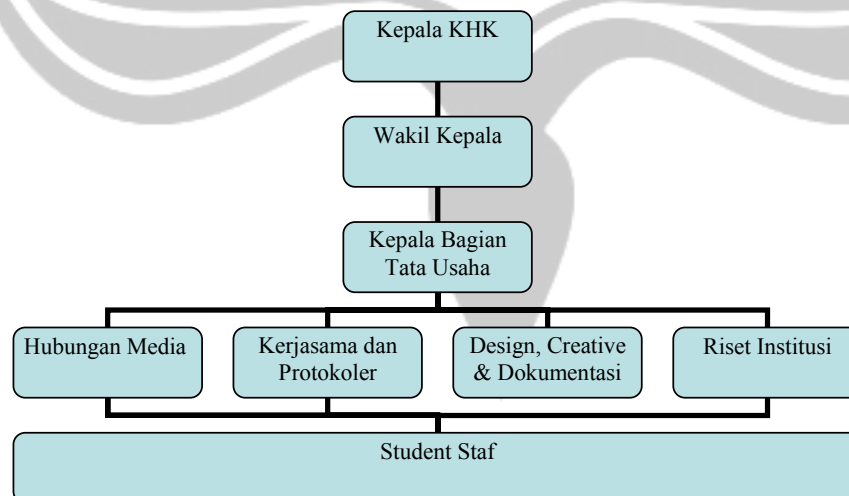 Kepala KHK
Wakil Kepala
Kepala Bagian
Tata Usaha
Hubungan Media
Kerjasama dan
Protokoler
Design, Creative
& Dokumentasi
Riset Institusi
Student Staf